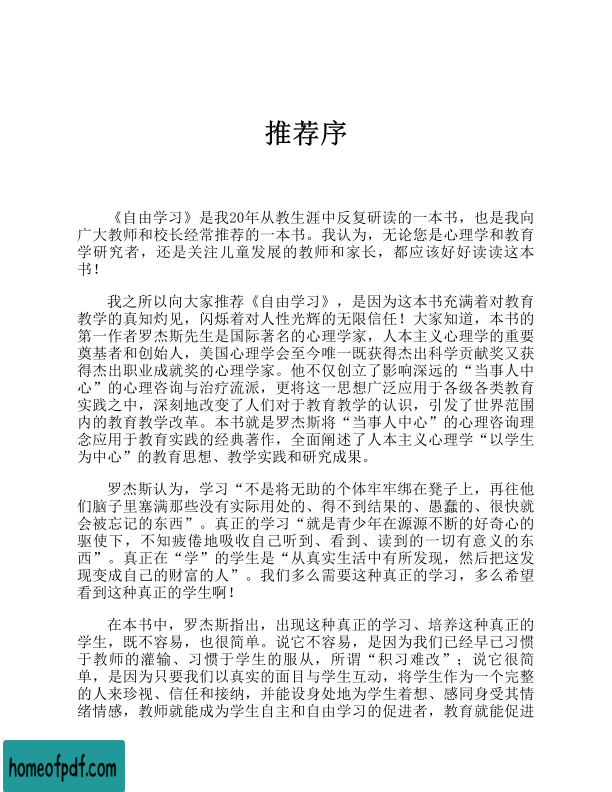 推荐序
《自由学习》是我20年从教生涯中反复研读的一本书，也是我向
广大教师和校长经常推荐的一本书。我认为，无论您是心理学和教育
学研究者，还是关注儿童发展的教师和家长，都应该好好读读这本
书！
我之所以向大家推荐《自由学习》，是因为这本书充满着对教育
教学的真知灼见，闪烁着对人性光辉的无限信任！大家知道，本书的
第一作者罗杰斯先生是国际著名的心理学家，人本主义心理学的重要
奠基者和创始人，美国心理学会至今唯一既获得杰出科学贡献奖又获
得杰出职业成就奖的心理学家。他不仅创立了影响深远的“当事人中
心”的心理咨询与治疗流派，更将这一思想广泛应用于各级各类教育
实践之中，深刻地改变了人们对于教育教学的认识，引发了世界范围
内的教育教学改革。本书就是罗杰斯将“当事人中心”的心理咨询理
念应用于教育实践的经典著作，全面阐述了人本主义心理学“以学生
为中心”的教育思想、教学实践和研究成果。
罗杰斯认为，学习“不是将无助的个体牢牢绑在凳子上，再往他
们脑子里塞满那些没有实际用处的、得不到结果的、愚蠢的、很快就
会被忘记的东西”。真正的学习“就是青少年在源源不断的好奇心的
驱使下，不知疲倦地吸收自己听到、看到、读到的一切有意义的东
西”。真正在“学”的学生是“从真实生活中有所发现，然后把这发
现变成自己的财富的人”。我们多么需要这种真正的学习，多么希望
看到这种真正的学生啊！
在本书中，罗杰斯指出，出现这种真正的学习、培养这种真正的
学生，既不容易，也很简单。说它不容易，是因为我们已经早已习惯
于教师的灌输、习惯于学生的服从，所谓“积习难改”；说它很简
单，是因为只要我们以真实的面目与学生互动，将学生作为一个完整
的人来珍视、信任和接纳，并能设身处地为学生着想、感同身受其情
绪情感，教师就能成为学生自主和自由学习的促进者，教育就能促进
homeofpdf.com